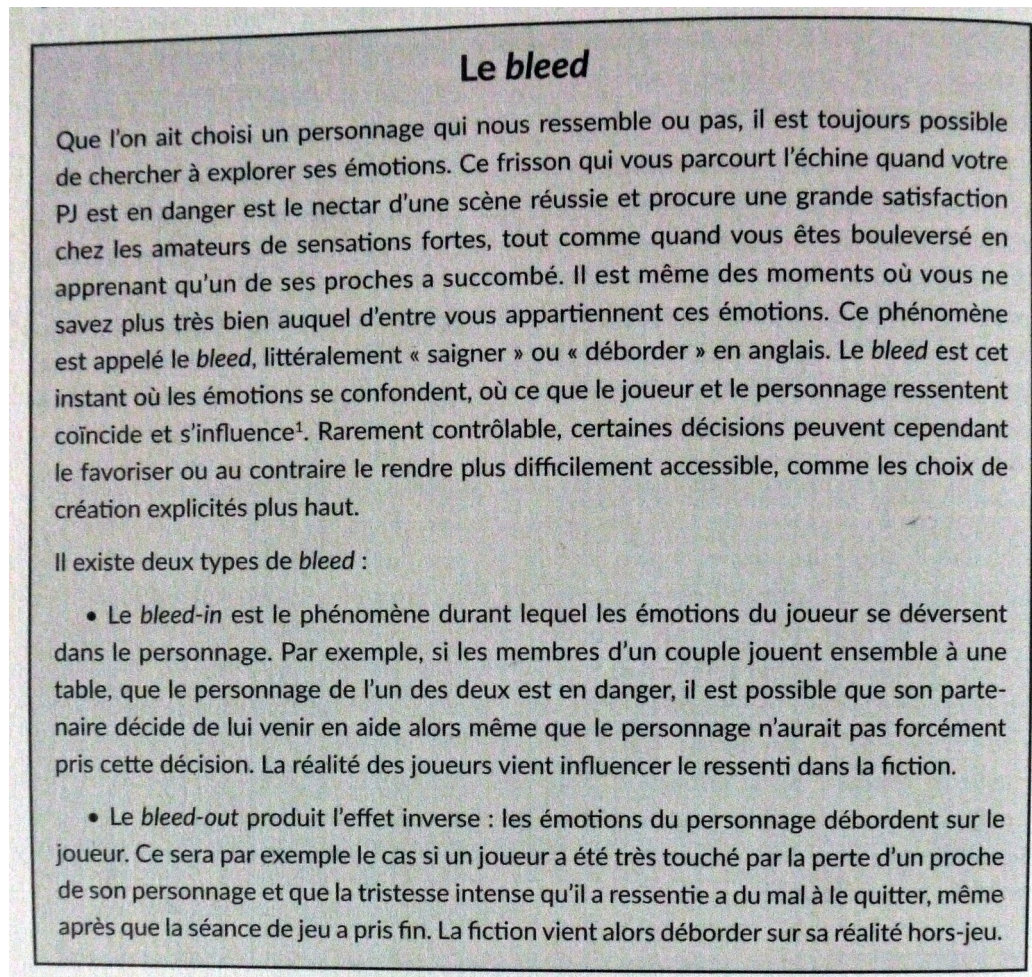 Le bleed
Que l'on ait choisi un personnage qui nous ressemble ou pas, il est toujours possible
de chercher à explorer ses émotions. Ce frisson qui vous parcourt l'échine quand votre
PJ est en danger est le nectar d'une scène réussie et procure une grande satisfaction
chez les amateurs de sensations fortes, tout comme quand vous êtes bouleversé en
apprenant qu'un de ses proches a succombé. Il est même des moments où vous ne
savez plus très bien auquel d'entre vous appartiennent ces émotions. Ce phénomène
est appelé le bleed, littéralement « saigner » ou « déborder » en anglais. Le bleed est cet
instant où les émotions se confondent, où ce que le joueur et le personnage ressentent
coïncide et s'influence¹. Rarement contrôlable, certaines décisions peuvent cependant
le favoriser ou au contraire le rendre plus difficilement accessible, comme les choix de
création explicités plus haut.
Il existe deux types de bleed :
• Le bleed-in est le phénomène durant lequel les émotions du joueur se déversent
dans le personnage. Par exemple, si les membres d'un couple jouent ensemble à une
table, que le personnage de l'un des deux est en danger, il est possible que son parte-
naire décide de lui venir en aide alors même que le personnage n'aurait pas forcément
pris cette décision. La réalité des joueurs vient influencer le ressenti dans la fiction.
• Le bleed-out produit l'effet inverse : les émotions du personnage débordent sur le
joueur. Ce sera par exemple le cas si un joueur a été très touché par la perte d'un proche
de son personnage et que la tristesse intense qu'il a ressentie a du mal à le quitter, même
après que la séance de jeu a pris fin. La fiction vient alors déborder sur sa réalité hors-jeu.